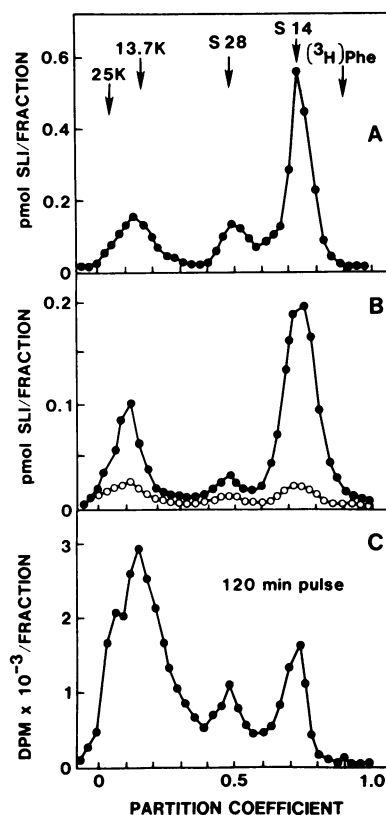 S 14
13.7K
S 28
(³H)Phe
25K
0.6
A
pmol SLI/FRACTION
0.4
0.2
0
0.2
B
pmol SLI/FRACTION
0.1
0
3
C
120 min pulse
DPM x 10⁻³/FRACTION
2
1
0
0
0.5
1.0
PARTITION COEFFICIENT